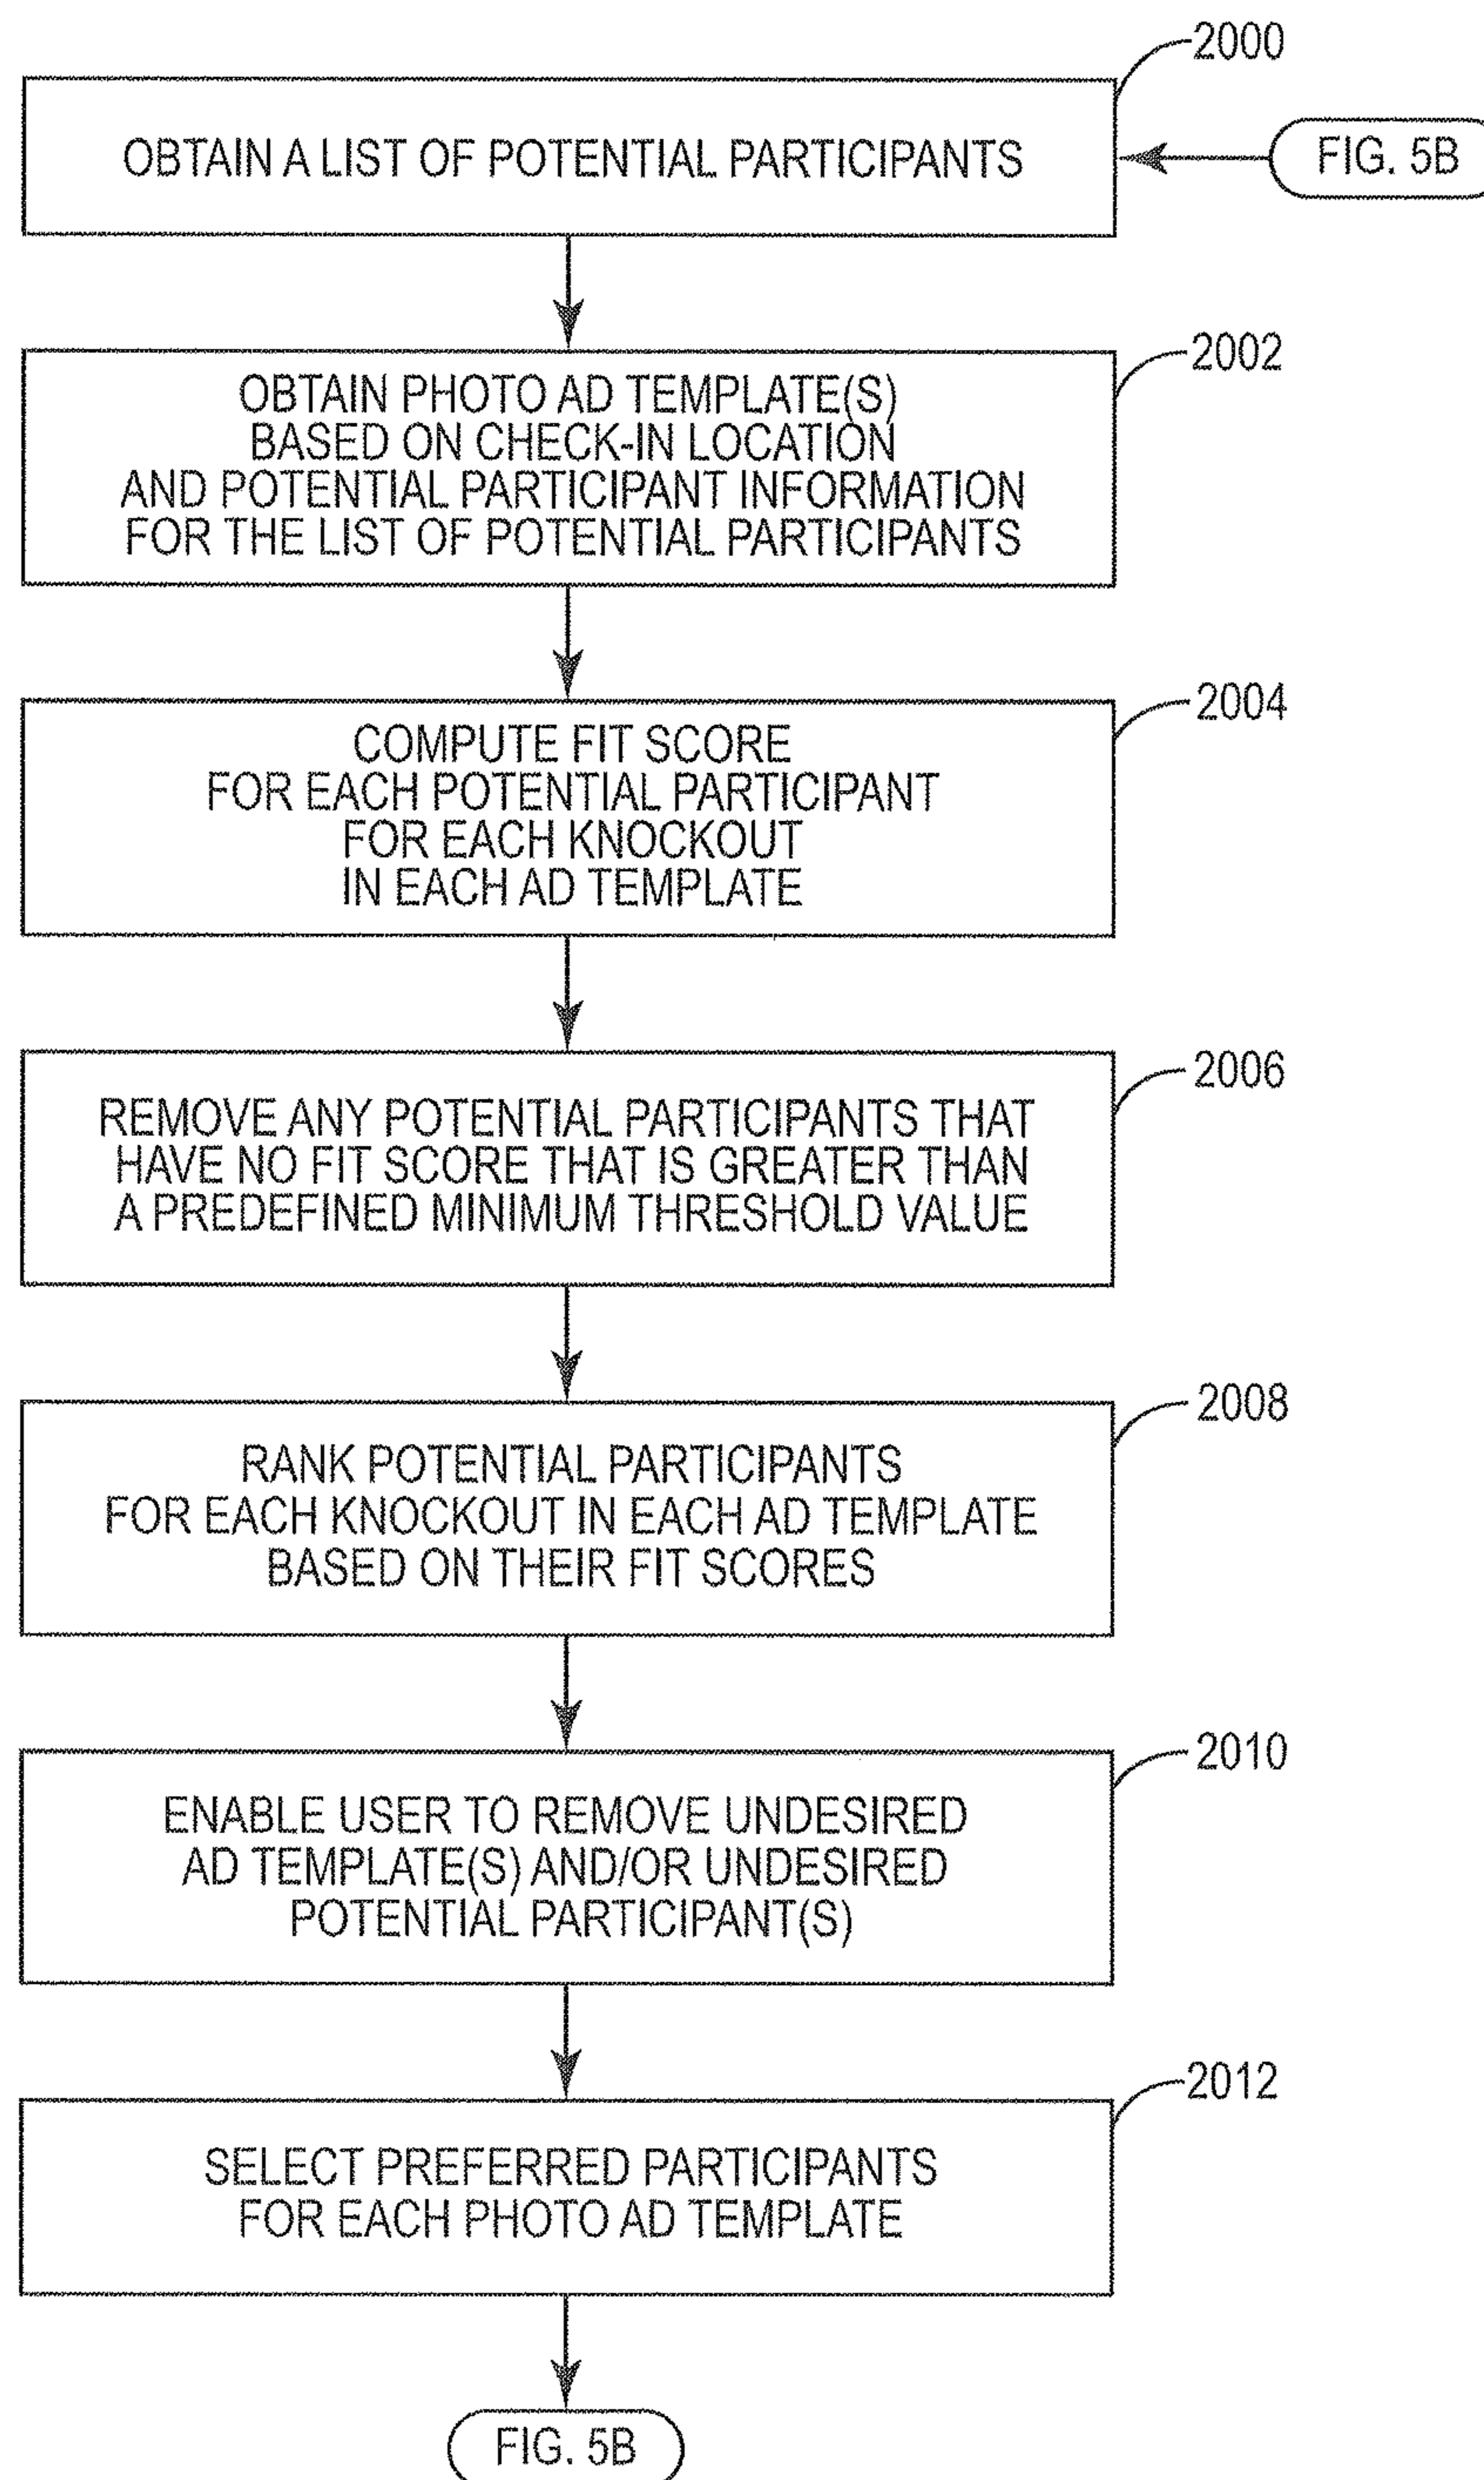 2000
OBTAIN A LIST OF POTENTIAL PARTICIPANTS
FIG. 5B
2002
OBTAIN PHOTO AD TEMPLATE(S)
BASED ON CHECK-IN LOCATION
AND POTENTIAL PARTICIPANT INFORMATION
FOR THE LIST OF POTENTIAL PARTICIPANTS
2004
COMPUTE FIT SCORE
FOR EACH POTENTIAL PARTICIPANT
FOR EACH KNOCKOUT
IN EACH AD TEMPLATE
2006
REMOVE ANY POTENTIAL PARTICIPANTS THAT
HAVE NO FIT SCORE THAT IS GREATER THAN
A PREDEFINED MINIMUM THRESHOLD VALUE
2008
RANK POTENTIAL PARTICIPANTS
FOR EACH KNOCKOUT IN EACH AD TEMPLATE
BASED ON THEIR FIT SCORES
2010
ENABLE USER TO REMOVE UNDESIRED
AD TEMPLATE(S) AND/OR UNDESIRED
POTENTIAL PARTICIPANT(S)
2012
SELECT PREFERRED PARTICIPANTS
FOR EACH PHOTO AD TEMPLATE
FIG. 5B